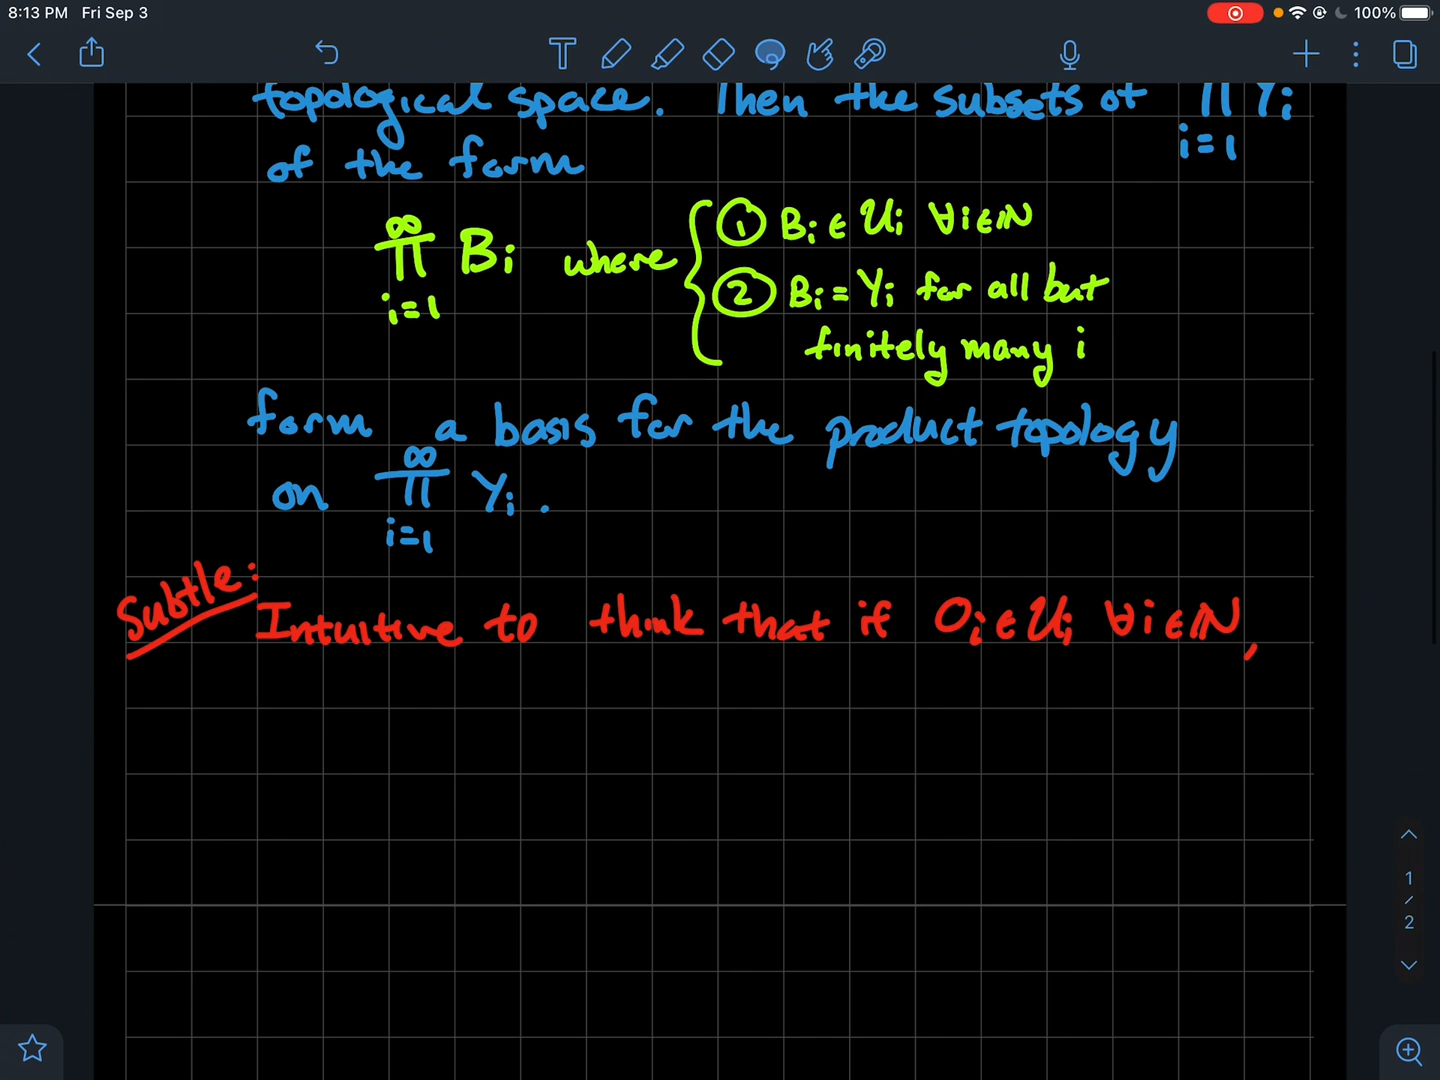 8:13 PM Fri Sep 3
100%
topological space. Then the subsets of ∏ Yᵢ
i=1
of the form
∞
∏ Bᵢ where { ① Bᵢ ∈ 𝒰ᵢ ∀i∈ℕ
i=1
② Bᵢ = Yᵢ for all but
finitely many i
form a basis for the product topology
∞
on ∏ Yᵢ .
i=1
Subtle: Intuitive to think that if Oᵢ ∈ 𝒰ᵢ ∀i∈ℕ,
1
/
2